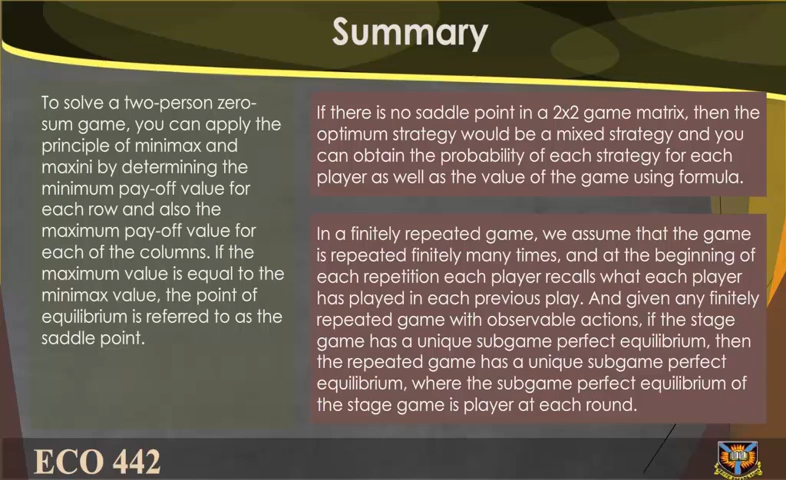 Summary
To solve a two-person zero-
sum game, you can apply the
principle of minimax and
maxini by determining the
minimum pay-off value for
each row and also the
maximum pay-off value for
each of the columns. If the
maximum value is equal to the
minimax value, the point of
equilibrium is referred to as the
saddle point.
If there is no saddle point in a 2x2 game matrix, then the
optimum strategy would be a mixed strategy and you
can obtain the probability of each strategy for each
player as well as the value of the game using formula.
In a finitely repeated game, we assume that the game
is repeated finitely many times, and at the beginning of
each repetition each player recalls what each player
has played in each previous play. And given any finitely
repeated game with observable actions, if the stage
game has a unique subgame perfect equilibrium, then
the repeated game has a unique subgame perfect
equilibrium, where the subgame perfect equilibrium of
the stage game is player at each round.
ECO 442